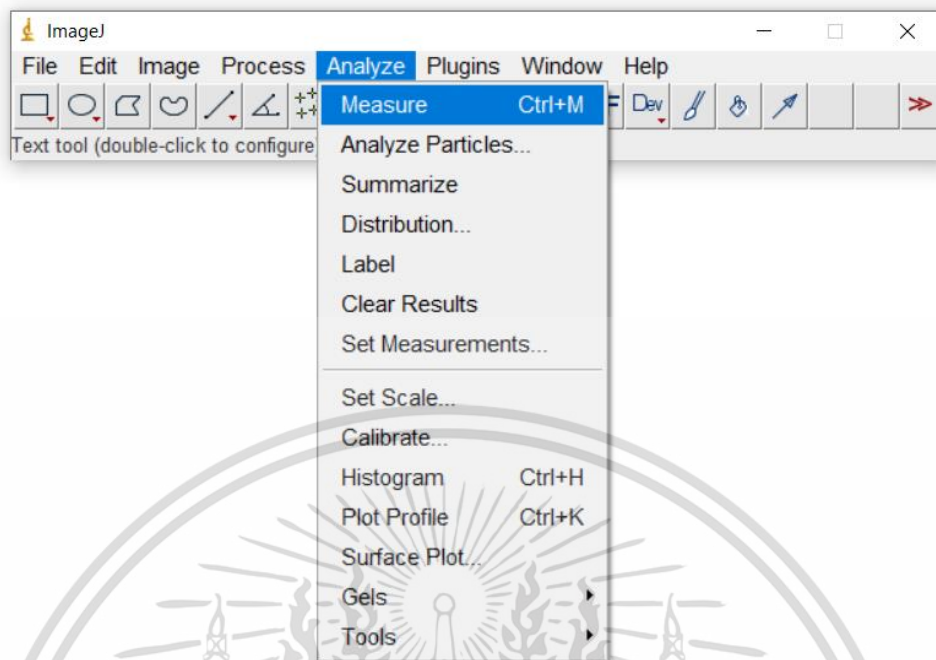 ImageJ
File Edit Image Process Analyze Plugins Window Help
Dev
Text tool (double-click to configure
Measure Ctrl+M
Analyze Particles...
Summarize
Distribution...
Label
Clear Results
Set Measurements...
Set Scale...
Calibrate...
Histogram Ctrl+H
Plot Profile Ctrl+K
Surface Plot...
Gels
Tools